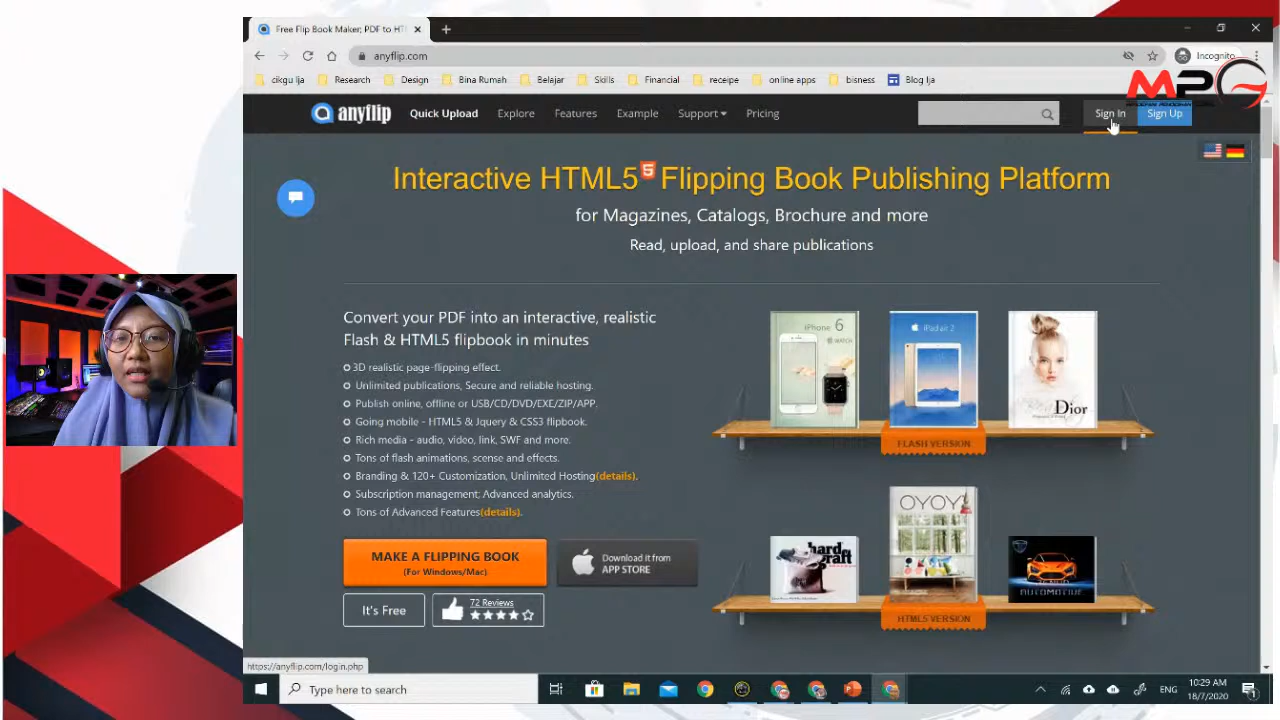 Free Flip Book Maker; PDF to HT
anyflip.com
Incognito
cikgu Ija
Research
Design
Bina Rumah
Belajar
Skills
Financial
receipe
online apps
bisness
Blog Ija
MPG
anyflip
Quick Upload
Explore
Features
Example
Support
Pricing
Sign In
Sign Up
Interactive HTML5 5 Flipping Book Publishing Platform
for Magazines, Catalogs, Brochure and more
Read, upload, and share publications
Convert your PDF into an interactive, realistic
Flash & HTML5 flipbook in minutes
3D realistic page-flipping effect.
Unlimited publications, Secure and reliable hosting.
Publish online, offline or USB/CD/DVD/EXE/ZIP/APP.
Going mobile - HTML5 & Jquery & CSS3 flipbook.
Rich media - audio, video, link, SWF and more.
Tons of flash animations, scense and effects.
Branding & 120+ Customization, Unlimited Hosting(details).
Subscription management; Advanced analytics.
Tons of Advanced Features(details).
MAKE A FLIPPING BOOK
(For Windows/Mac)
Download it from
APP STORE
It's Free
72 Reviews
iPhone 6
WATCH
iPad air 2
Dior
FLASH VERSION
hard
craft
OYOY
AUTOMOTIVE
HTML5 VERSION
https://anyflip.com/login.php
Type here to search
ENG
10:29 AM
18/7/2020
1